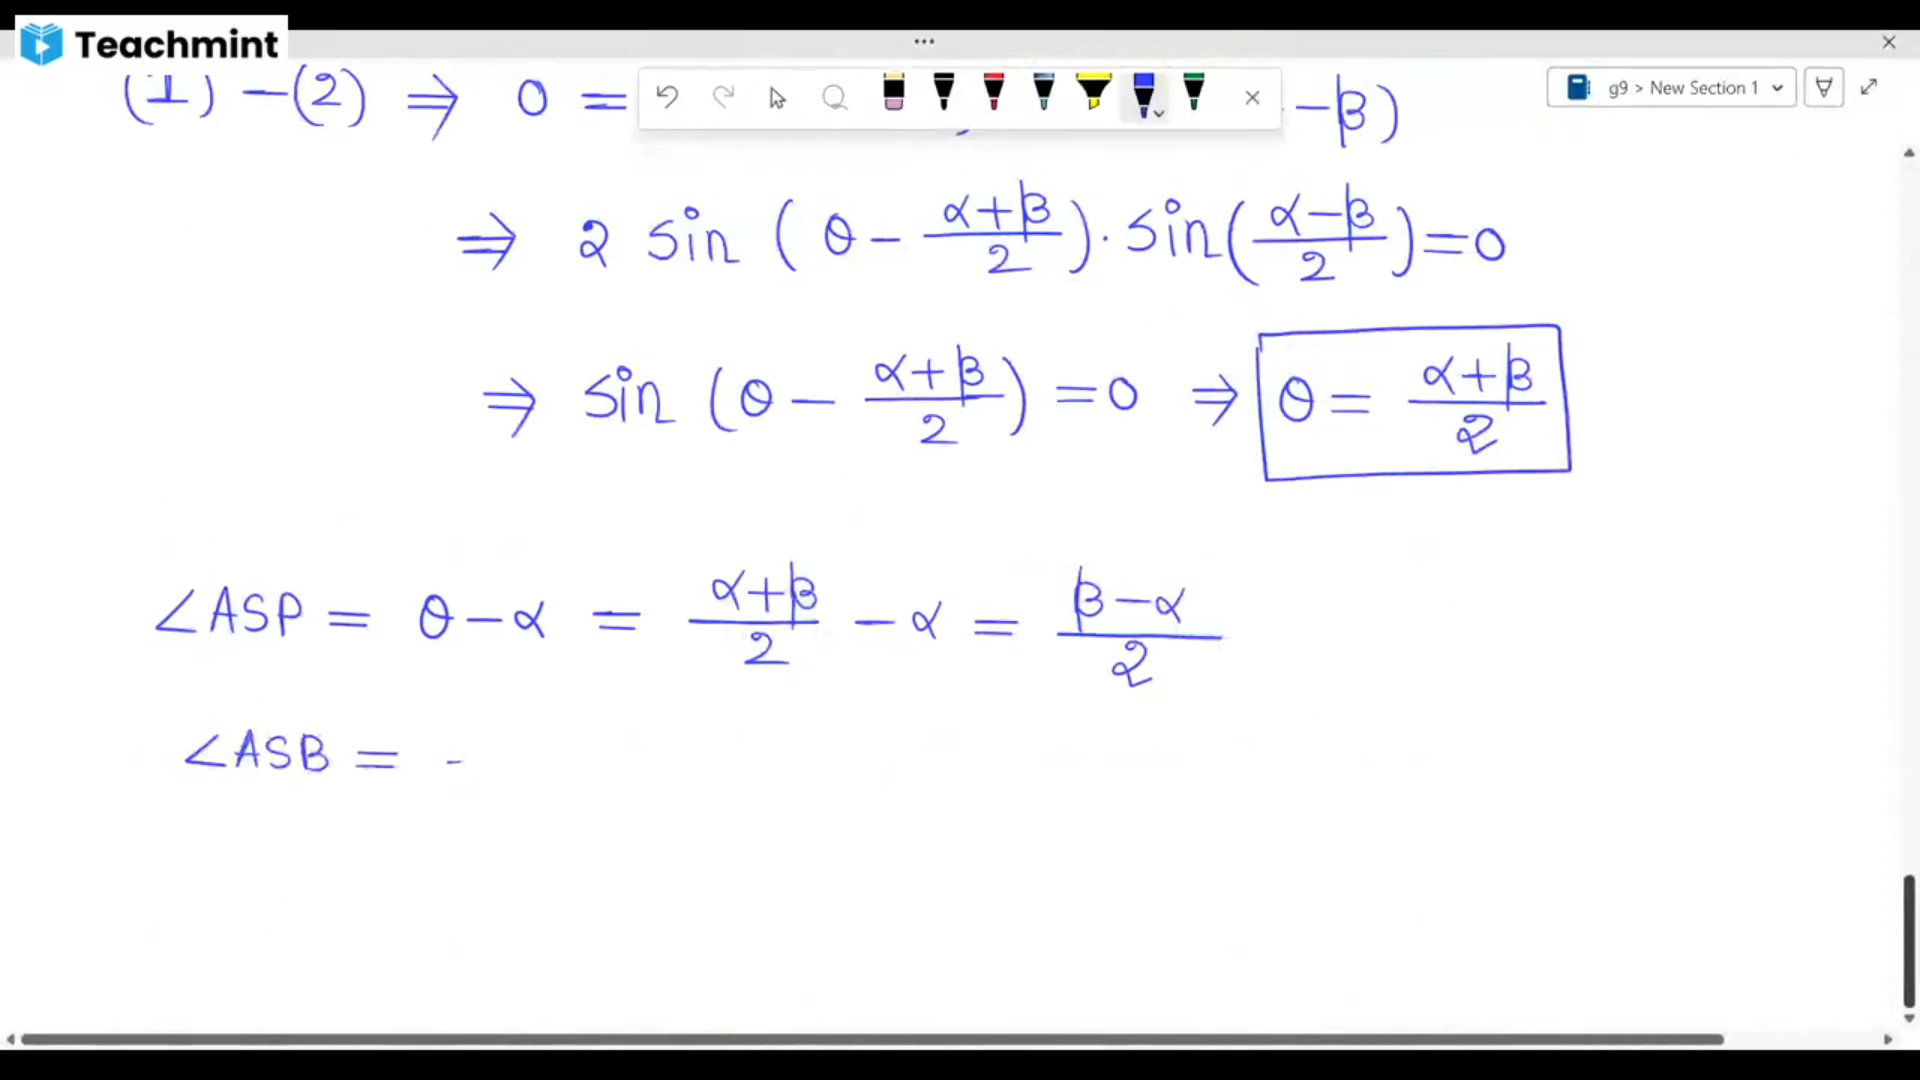 Teachmint
...
g9 > New Section 1
(1) - (2) ⇒ 0 = - β)
⇒ 2 sin (θ - (α+β)/2) · sin((α-β)/2) = 0
⇒ sin (θ - (α+β)/2) = 0 ⇒ θ = (α+β)/2
∠ASP = θ - α = (α+β)/2 - α = (β-α)/2
∠ASB = -